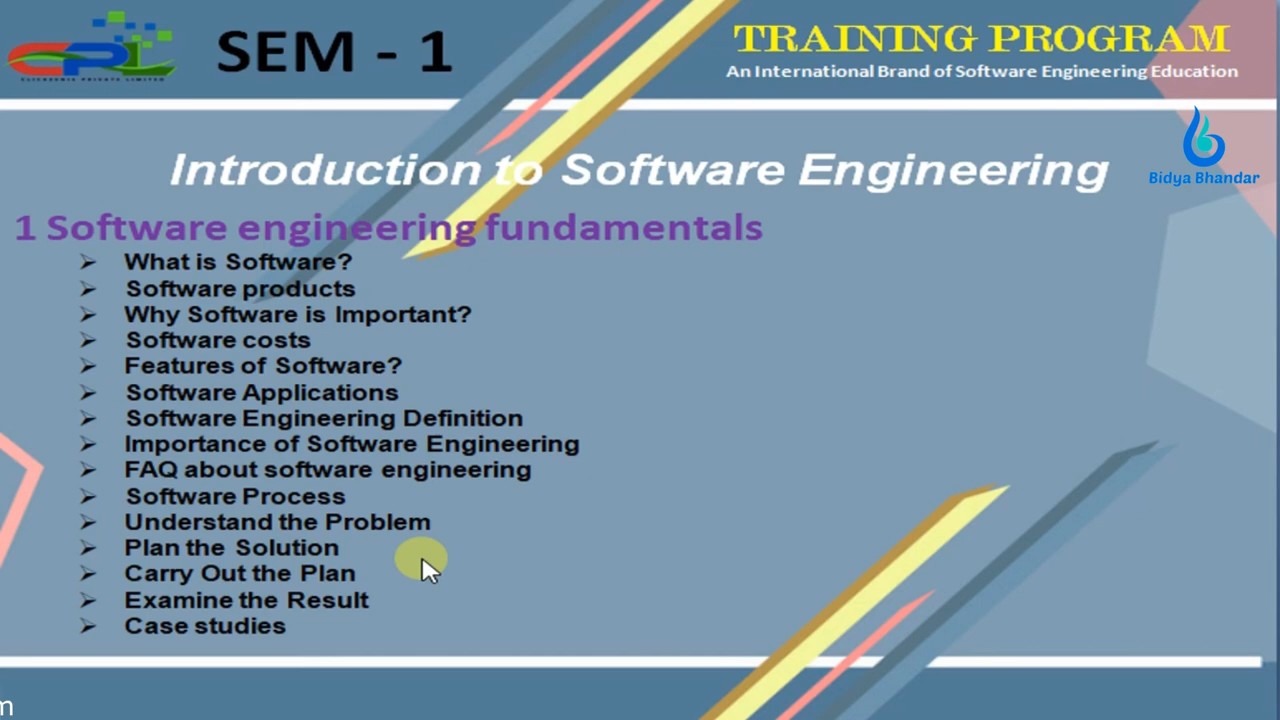 CPL
SEM - 1
TRAINING PROGRAM
An International Brand of Software Engineering Education
Bidya Bhandar
Introduction to Software Engineering
1 Software engineering fundamentals
What is Software?
Software products
Why Software is Important?
Software costs
Features of Software?
Software Applications
Software Engineering Definition
Importance of Software Engineering
FAQ about software engineering
Software Process
Understand the Problem
Plan the Solution
Carry Out the Plan
Examine the Result
Case studies
m